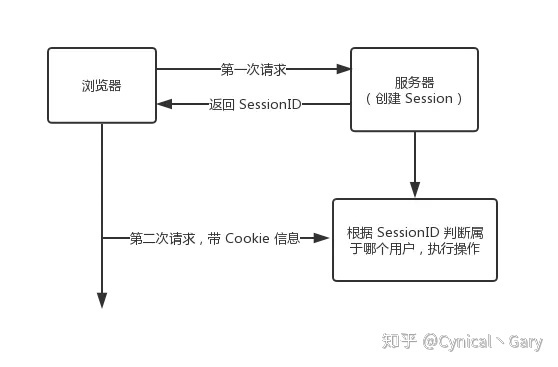 浏览器
第一次请求
返回 SessionID
服务器
（ 创建 Session ）
第二次请求，带 Cookie 信息
根据 SessionID 判断属
于哪个用户，执行操作
知乎 @Cynical丶Gary